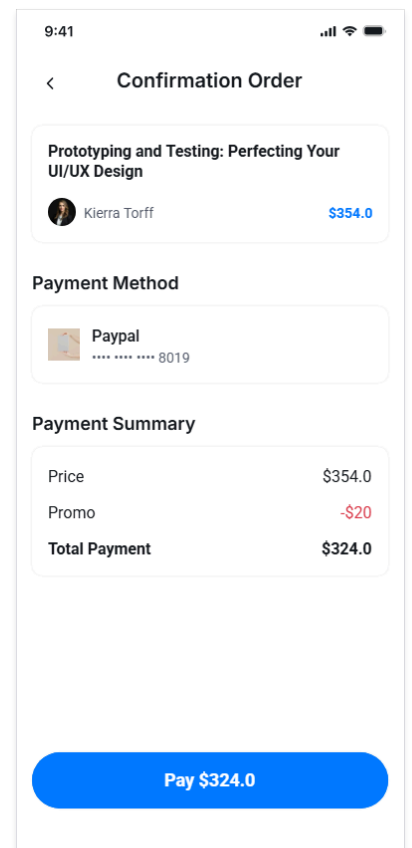 9:41
Confirmation Order
Prototyping and Testing: Perfecting Your
UI/UX Design
Kierra Torff
$354.0
Payment Method
Paypal
•••• •••• •••• 8019
Payment Summary
Price $354.0
Promo -$20
Total Payment $324.0
Pay $324.0